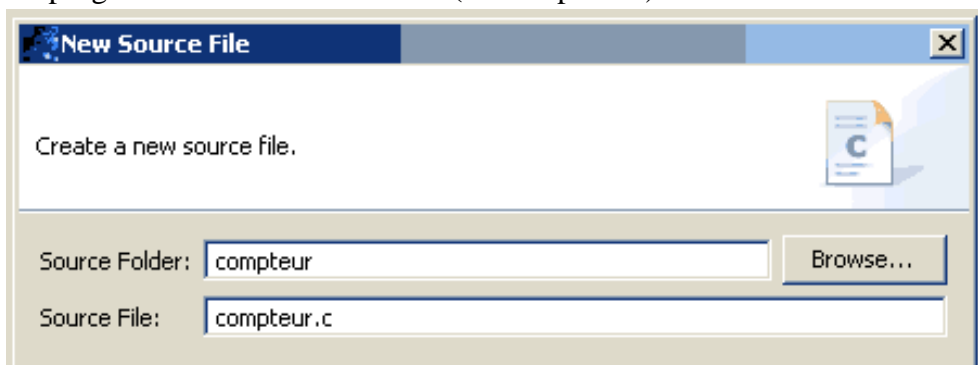 New Source File
Create a new source file.
C
Source Folder: compteur Browse...
Source File: compteur.c